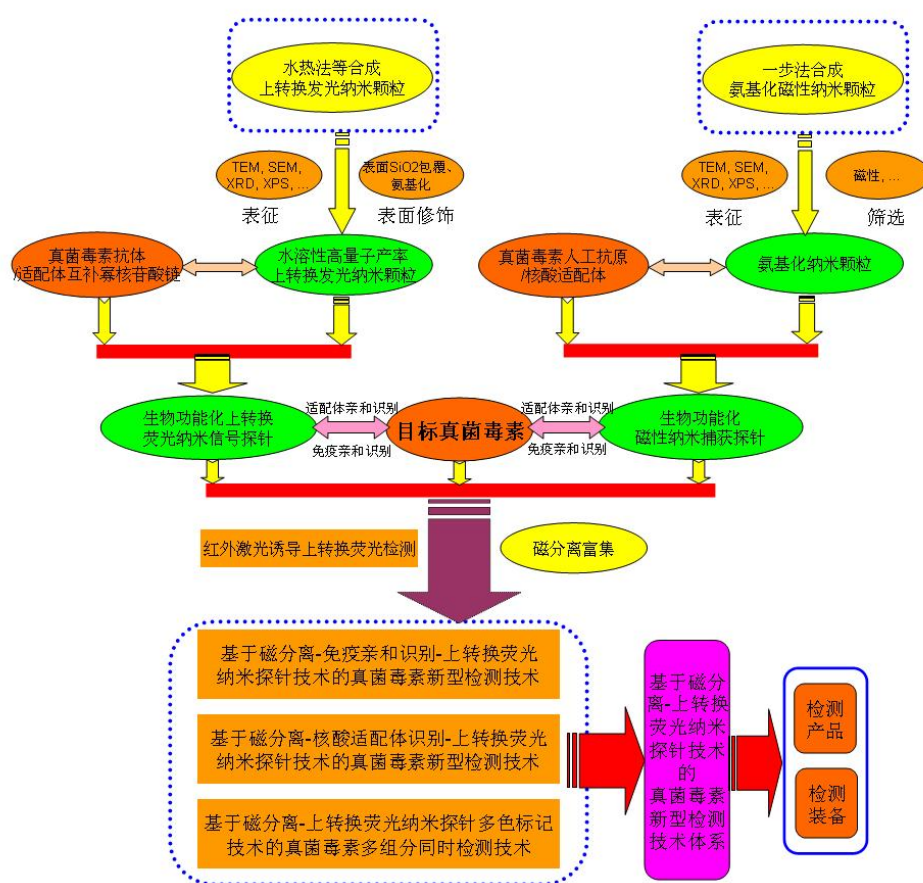 水热法等合成
上转换发光纳米颗粒
一步法合成
氨基化磁性纳米颗粒
TEM, SEM,
XRD, XPS, ...
表面SiO2包覆、
氨基化
TEM, SEM,
XRD, XPS, ...
磁性, ...
表征
表面修饰
表征
筛选
真菌毒素抗体
/适配体互补寡核苷酸链
水溶性高量子产率
上转换发光纳米颗粒
真菌毒素人工抗原
/核酸适配体
氨基化纳米颗粒
生物功能化上转换
荧光纳米信号探针
适配体亲和识别
免疫亲和识别
目标真菌毒素
适配体亲和识别
免疫亲和识别
生物功能化
磁性纳米捕获探针
红外激光诱导上转换荧光检测
磁分离富集
基于磁分离-免疫亲和识别-上转换荧光
纳米探针技术的真菌毒素新型检测技术
基于磁分离-核酸适配体识别-上转换荧光
纳米探针技术的真菌毒素新型检测技术
基于磁分离-上转换荧光纳米探针多色标记
技术的真菌毒素多组分同时检测技术
基于磁分
离-上转换
荧光纳米
探针技术
的
真菌毒素
新型检测
技术体系
检测
产品
检测
装备